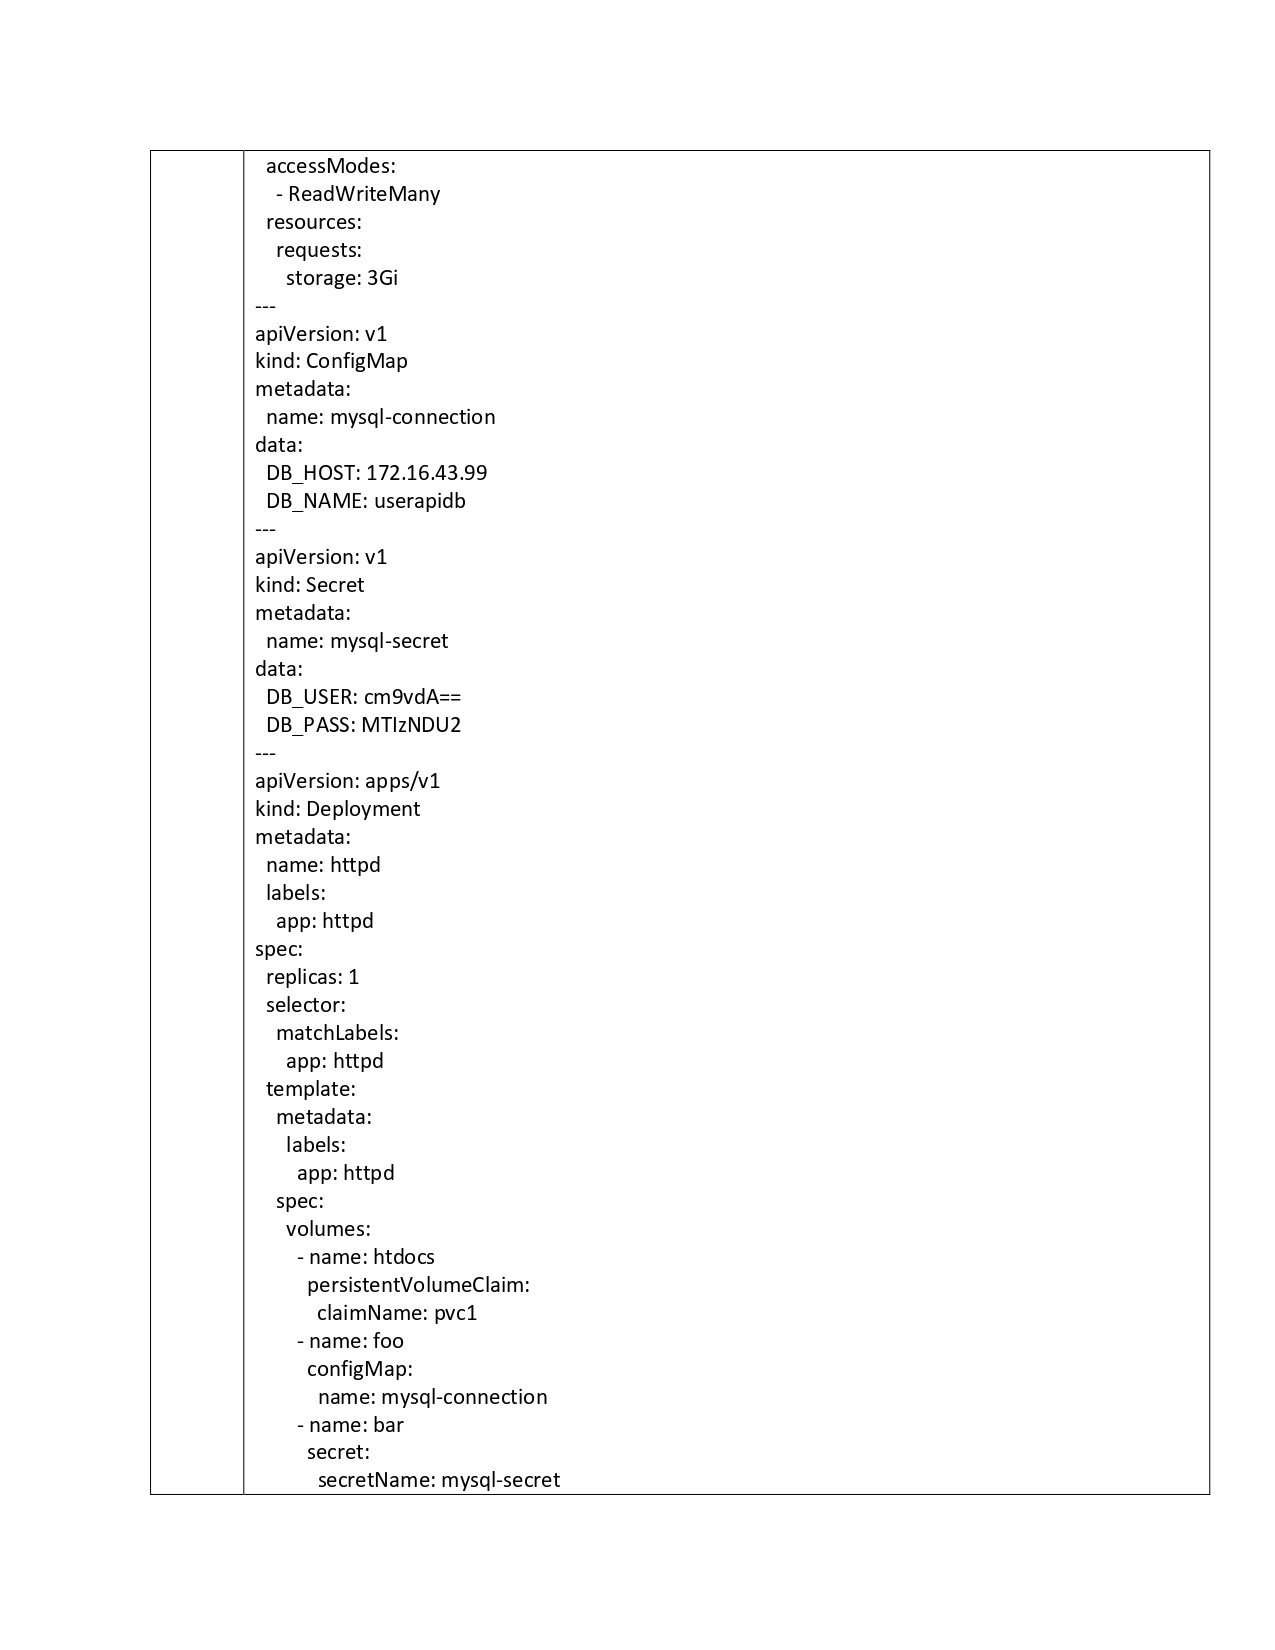 accessModes:
- ReadWriteMany
resources:
requests:
storage: 3Gi
---
apiVersion: v1
kind: ConfigMap
metadata:
name: mysql-connection
data:
DB_HOST: 172.16.43.99
DB_NAME: userapidb
---
apiVersion: v1
kind: Secret
metadata:
name: mysql-secret
data:
DB_USER: cm9vdA==
DB_PASS: MTIzNDU2
---
apiVersion: apps/v1
kind: Deployment
metadata:
name: httpd
labels:
app: httpd
spec:
replicas: 1
selector:
matchLabels:
app: httpd
template:
metadata:
labels:
app: httpd
spec:
volumes:
- name: htdocs
persistentVolumeClaim:
claimName: pvc1
- name: foo
configMap:
name: mysql-connection
- name: bar
secret:
secretName: mysql-secret